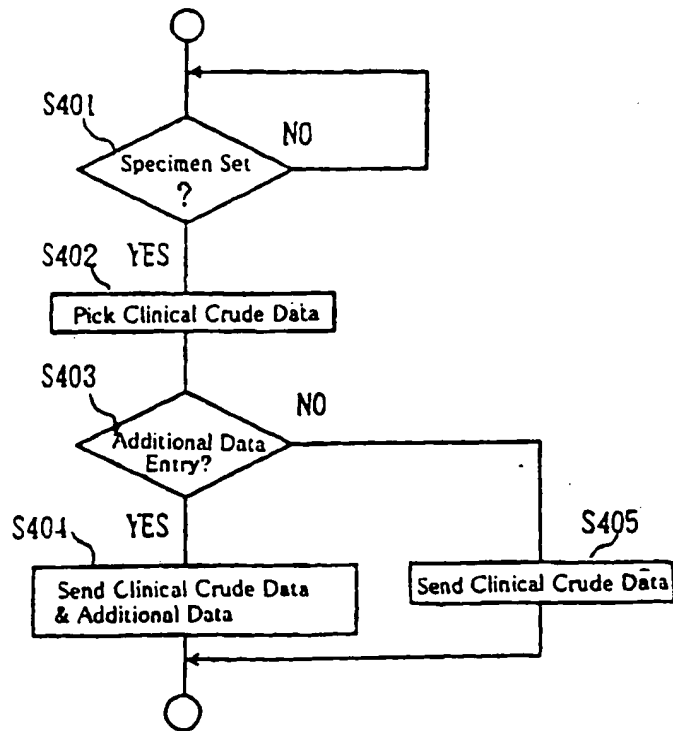 S401
NO
Specimen Set
?
S402
YES
Pick Clinical Crude Data
S403
NO
Additional Data
Entry?
S404
YES
S405
Send Clinical Crude Data
& Additional Data
Send Clinical Crude Data